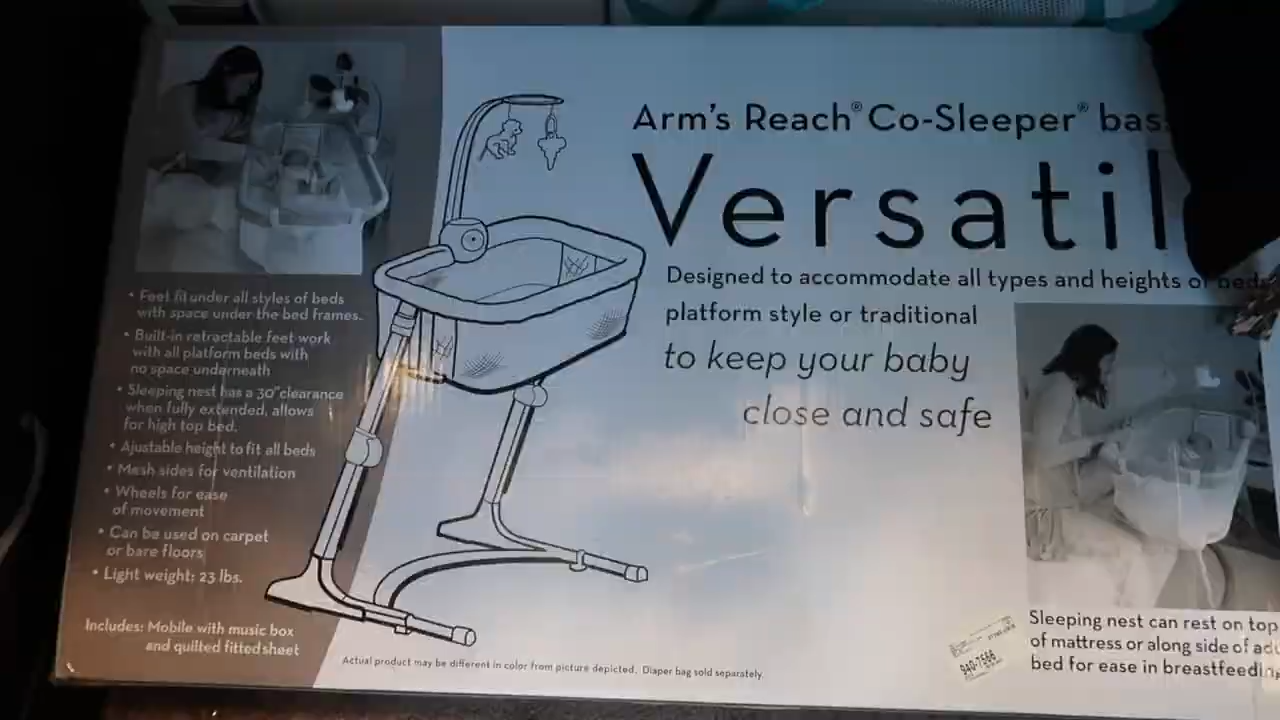 Arm's Reach® Co-Sleeper® bas
Versatil
Designed to accommodate all types and heights of beds
platform style or traditional
to keep your baby
close and safe
• Feet fit under all styles of beds
with space under the bed frames.
• Built-in retractable feet work
with all platform beds with
no space underneath
• Sleeping nest has a 30" clearance
when fully extended, allows
for high top bed.
• Ajustable height to fit all beds
• Mesh sides for ventilation
• Wheels for ease
of movement
• Can be used on carpet
or bare floors
• Light weight: 23 lbs.
Includes: Mobile with music box
and quilted fitted sheet
Actual product may be different in color from picture depicted. Diaper bag sold separately.
940-7566
Sleeping nest can rest on top
of mattress or along side of adu
bed for ease in breastfeeding